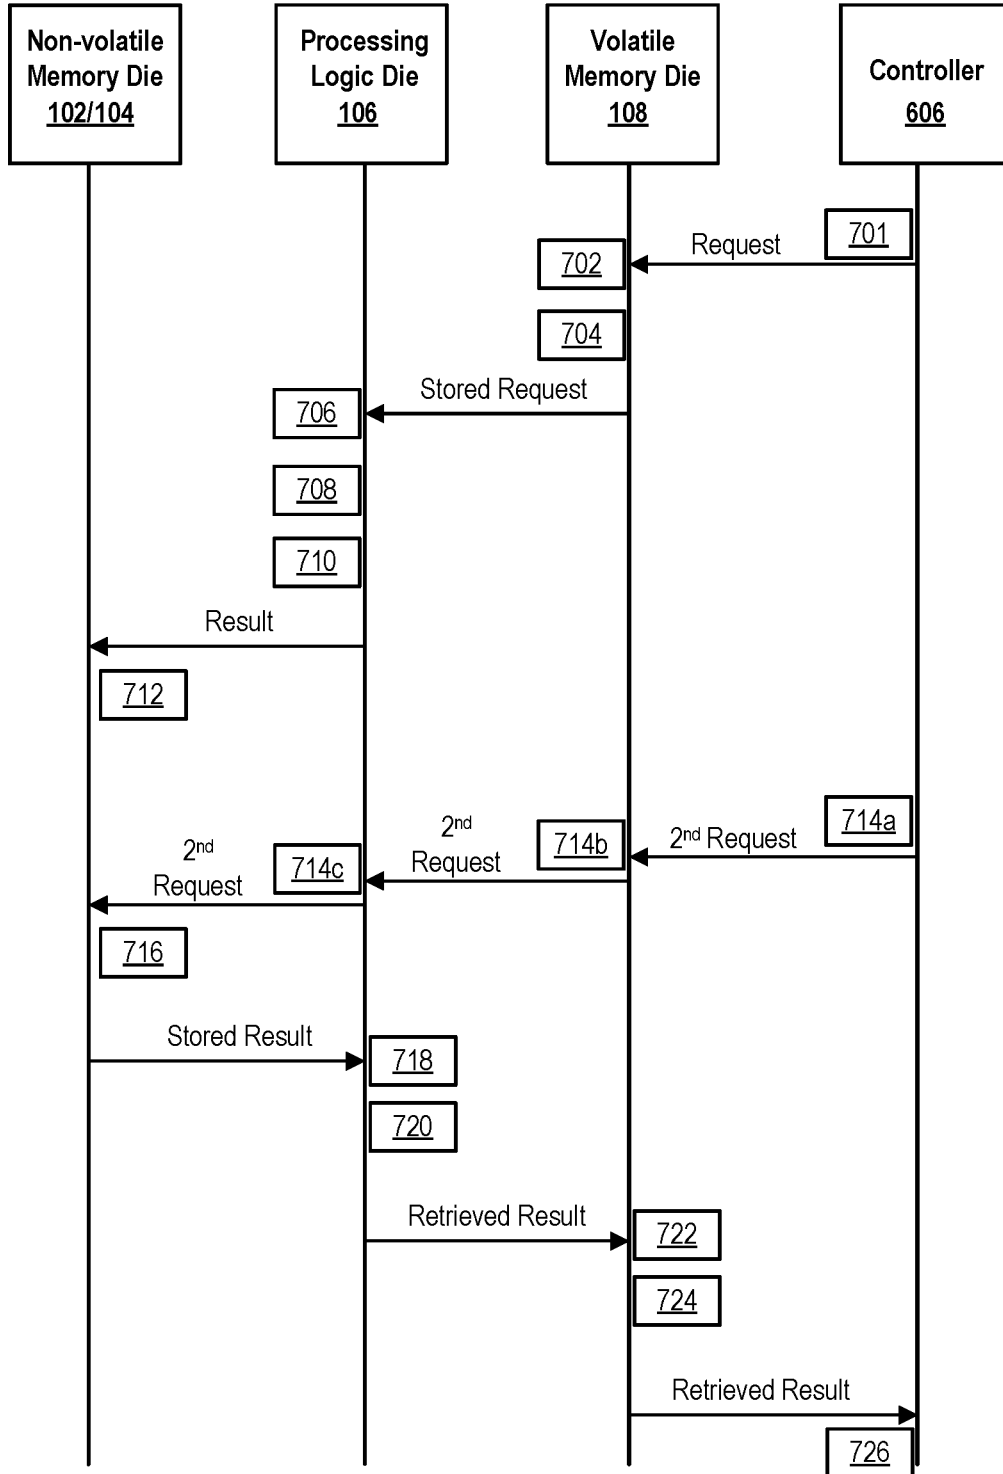 Non-volatile
Memory Die
102/104
Processing
Logic Die
106
Volatile
Memory Die
108
Controller
606
701
Request
702
704
Stored Request
706
708
710
Result
712
714a
2nd Request
714b
2nd
Request
714c
2nd
Request
716
Stored Result
718
720
Retrieved Result
722
724
Retrieved Result
726